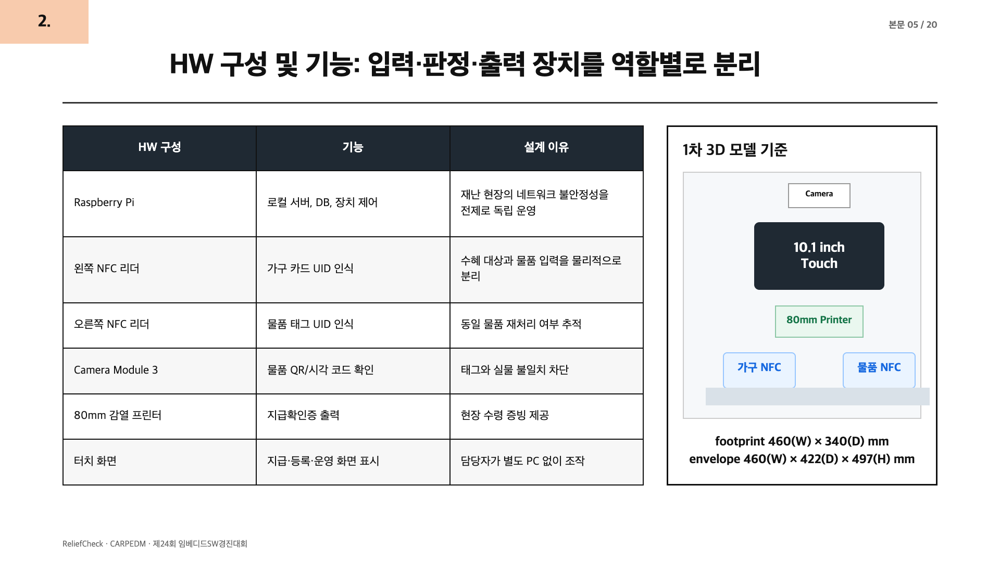 2.
본문 05 / 20
HW 구성 및 기능: 입력·판정·출력 장치를 역할별로 분리
HW 구성
기능
설계 이유
Raspberry Pi
로컬 서버, DB, 장치 제어
재난 현장의 네트워크 불안정성을
전제로 독립 운영
왼쪽 NFC 리더
가구 카드 UID 인식
수혜 대상과 물품 입력을 물리적으로
분리
오른쪽 NFC 리더
물품 태그 UID 인식
동일 물품 재처리 여부 추적
Camera Module 3
물품 QR/시각 코드 확인
태그와 실물 불일치 차단
80mm 감열 프린터
지급확인증 출력
현장 수령 증빙 제공
터치 화면
지급·등록·운영 화면 표시
담당자가 별도 PC 없이 조작
1차 3D 모델 기준
Camera
10.1 inch
Touch
80mm Printer
가구 NFC
물품 NFC
footprint 460(W) × 340(D) mm
envelope 460(W) × 422(D) × 497(H) mm
ReliefCheck · CARPEDM · 제24회 임베디드SW경진대회